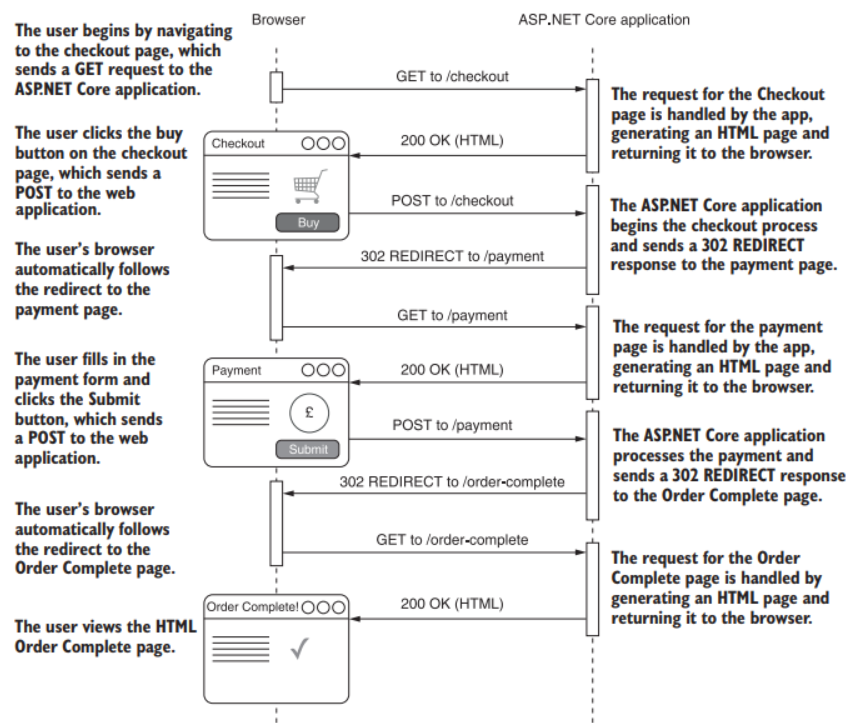 Browser
ASP.NET Core application
The user begins by navigating
to the checkout page, which
sends a GET request to the
ASP.NET Core application.
GET to /checkout
The request for the Checkout
page is handled by the app,
generating an HTML page and
returning it to the browser.
The user clicks the buy
button on the checkout
page, which sends a
POST to the web
application.
Checkout
200 OK (HTML)
Buy
POST to /checkout
The ASP.NET Core application
begins the checkout process
and sends a 302 REDIRECT
response to the payment page.
The user's browser
automatically follows
the redirect to the
payment page.
302 REDIRECT to /payment
GET to /payment
The request for the payment
page is handled by the app,
generating an HTML page and
returning it to the browser.
The user fills in the
payment form and
clicks the Submit
button, which sends
a POST to the web
application.
Payment
200 OK (HTML)
£
Submit
POST to /payment
The ASP.NET Core application
processes the payment and
sends a 302 REDIRECT response
to the Order Complete page.
302 REDIRECT to /order-complete
The user's browser
automatically follows
the redirect to the
Order Complete page.
GET to /order-complete
The request for the Order
Complete page is handled by
generating an HTML page and
returning it to the browser.
Order Complete!
200 OK (HTML)
The user views the HTML
Order Complete page.